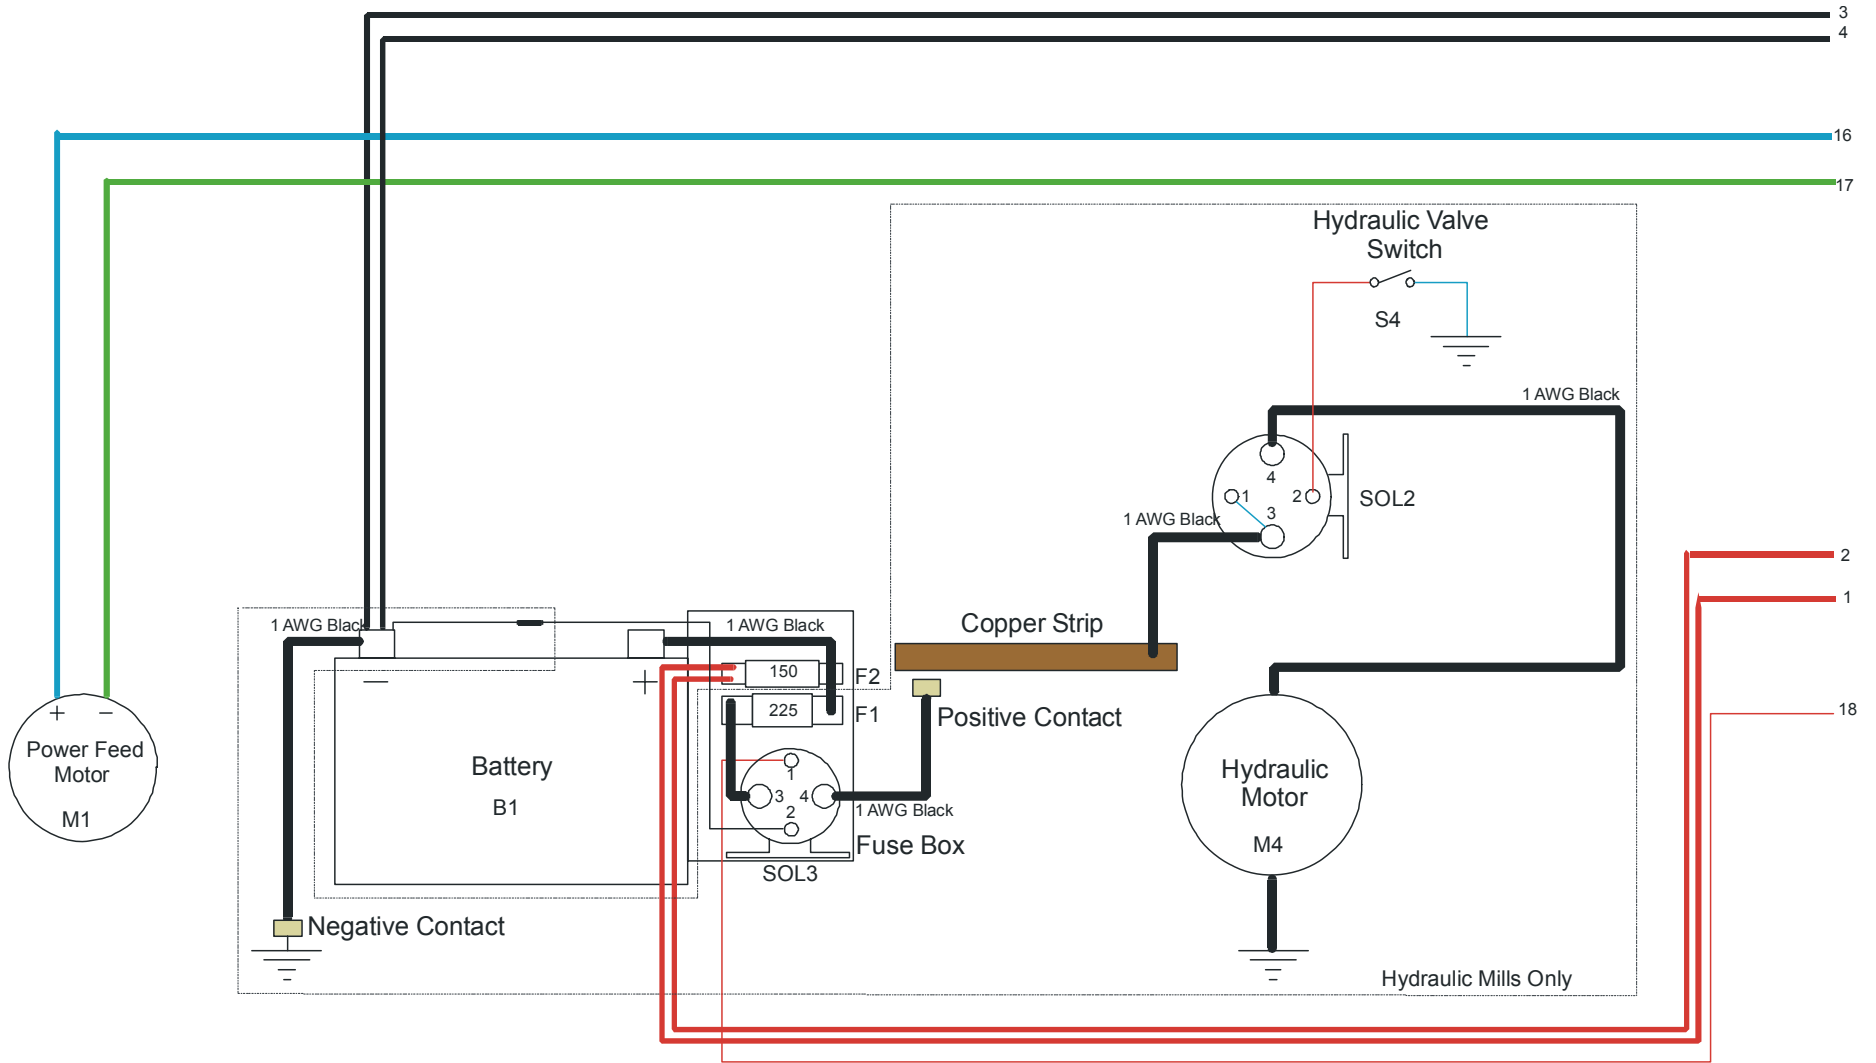 3
4
16
17
Hydraulic Valve
Switch
S4
1 AWG Black
4
1
2
3
SOL2
1 AWG Black
2
1
Copper Strip
1 AWG Black
1 AWG Black
−
+
150
F2
225
F1
Positive Contact
18
+
−
Power Feed
Motor
M1
Battery
B1
1
3
4
2
1 AWG Black
Fuse Box
SOL3
Hydraulic
Motor
M4
Negative Contact
Hydraulic Mills Only